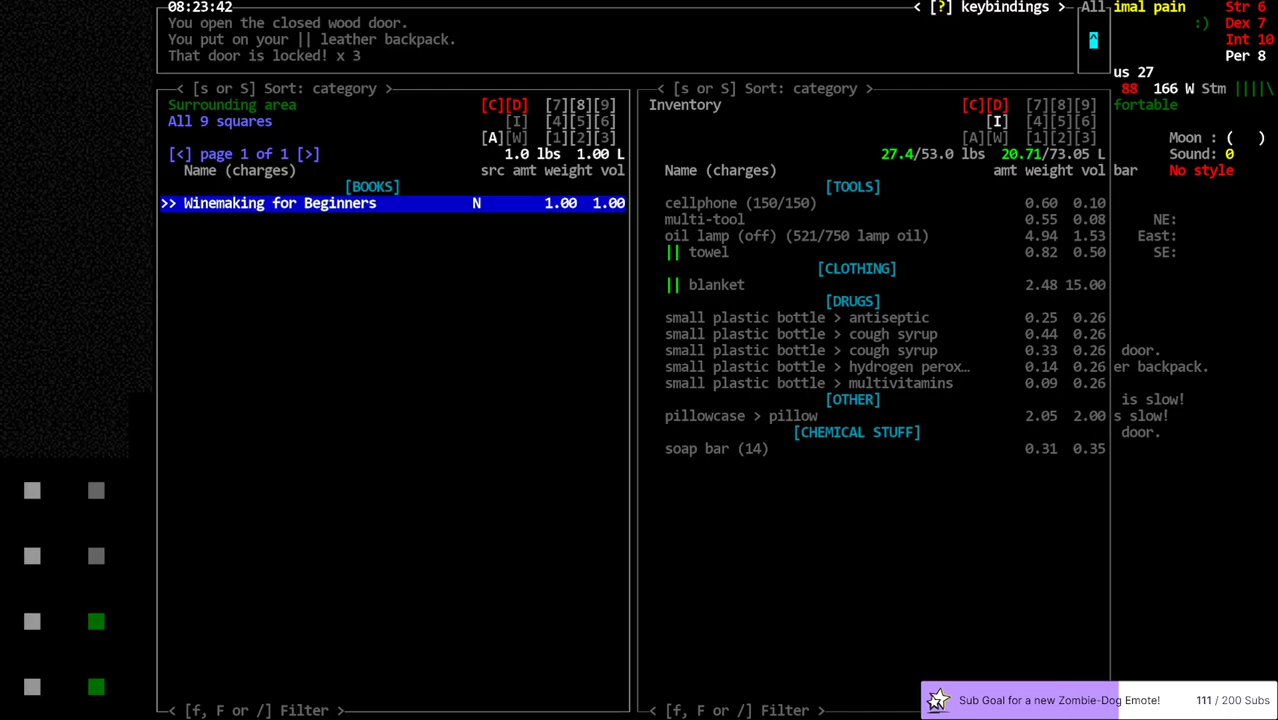 08:23:42
< [?] keybindings >
All
imal pain
Str 6
You open the closed wood door.
:)
Dex 7
You put on your || leather backpack.
^
Int 10
That door is locked! x 3
Per 8
us 27
< [s or S] Sort: category >
< [s or S] Sort: category >
88 166 W Stm ||||\
Surrounding area
[C][D] [7][8][9]
Inventory
[C][D] [7][8][9]
fortable
All 9 squares
[I] [4][5][6]
[I] [4][5][6]
[A][W] [1][2][3]
[A][W] [1][2][3]
Moon : ( )
[<] page 1 of 1 [>]
1.0 lbs 1.00 L
27.4/53.0 lbs 20.71/73.05 L
Sound: 0
Name (charges) src amt weight vol
Name (charges) amt weight vol
bar No style
[BOOKS]
[TOOLS]
>> Winemaking for Beginners N 1.00 1.00
cellphone (150/150) 0.60 0.10
multi-tool 0.55 0.08
NE:
oil lamp (off) (521/750 lamp oil) 4.94 1.53
East:
|| towel 0.82 0.50
SE:
[CLOTHING]
|| blanket 2.48 15.00
[DRUGS]
small plastic bottle > antiseptic 0.25 0.26
small plastic bottle > cough syrup 0.44 0.26
small plastic bottle > cough syrup 0.33 0.26
door.
small plastic bottle > hydrogen perox… 0.14 0.26
er backpack.
small plastic bottle > multivitamins 0.09 0.26
[OTHER]
is slow!
pillowcase > pillow 2.05 2.00
s slow!
[CHEMICAL STUFF]
door.
soap bar (14) 0.31 0.35
Sub Goal for a new Zombie-Dog Emote! 111 / 200 Subs
< [f, F or /] Filter >
< [f, F or /] Filter >